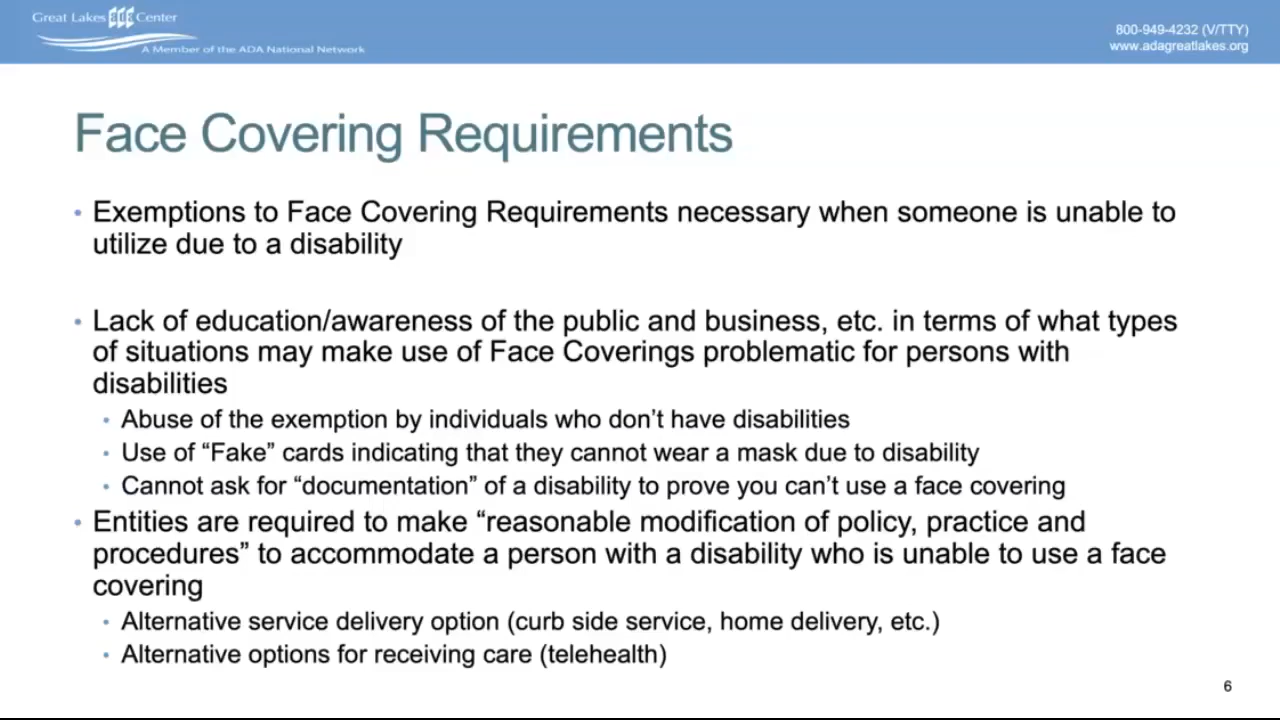 Great Lakes ada Center
A Member of the ADA National Network
800-949-4232 (V/TTY)
www.adagreatlakes.org
Face Covering Requirements
• Exemptions to Face Covering Requirements necessary when someone is unable to
utilize due to a disability
• Lack of education/awareness of the public and business, etc. in terms of what types
of situations may make use of Face Coverings problematic for persons with
disabilities
• Abuse of the exemption by individuals who don’t have disabilities
• Use of “Fake” cards indicating that they cannot wear a mask due to disability
• Cannot ask for “documentation” of a disability to prove you can’t use a face covering
• Entities are required to make “reasonable modification of policy, practice and
procedures” to accommodate a person with a disability who is unable to use a face
covering
• Alternative service delivery option (curb side service, home delivery, etc.)
• Alternative options for receiving care (telehealth)
6